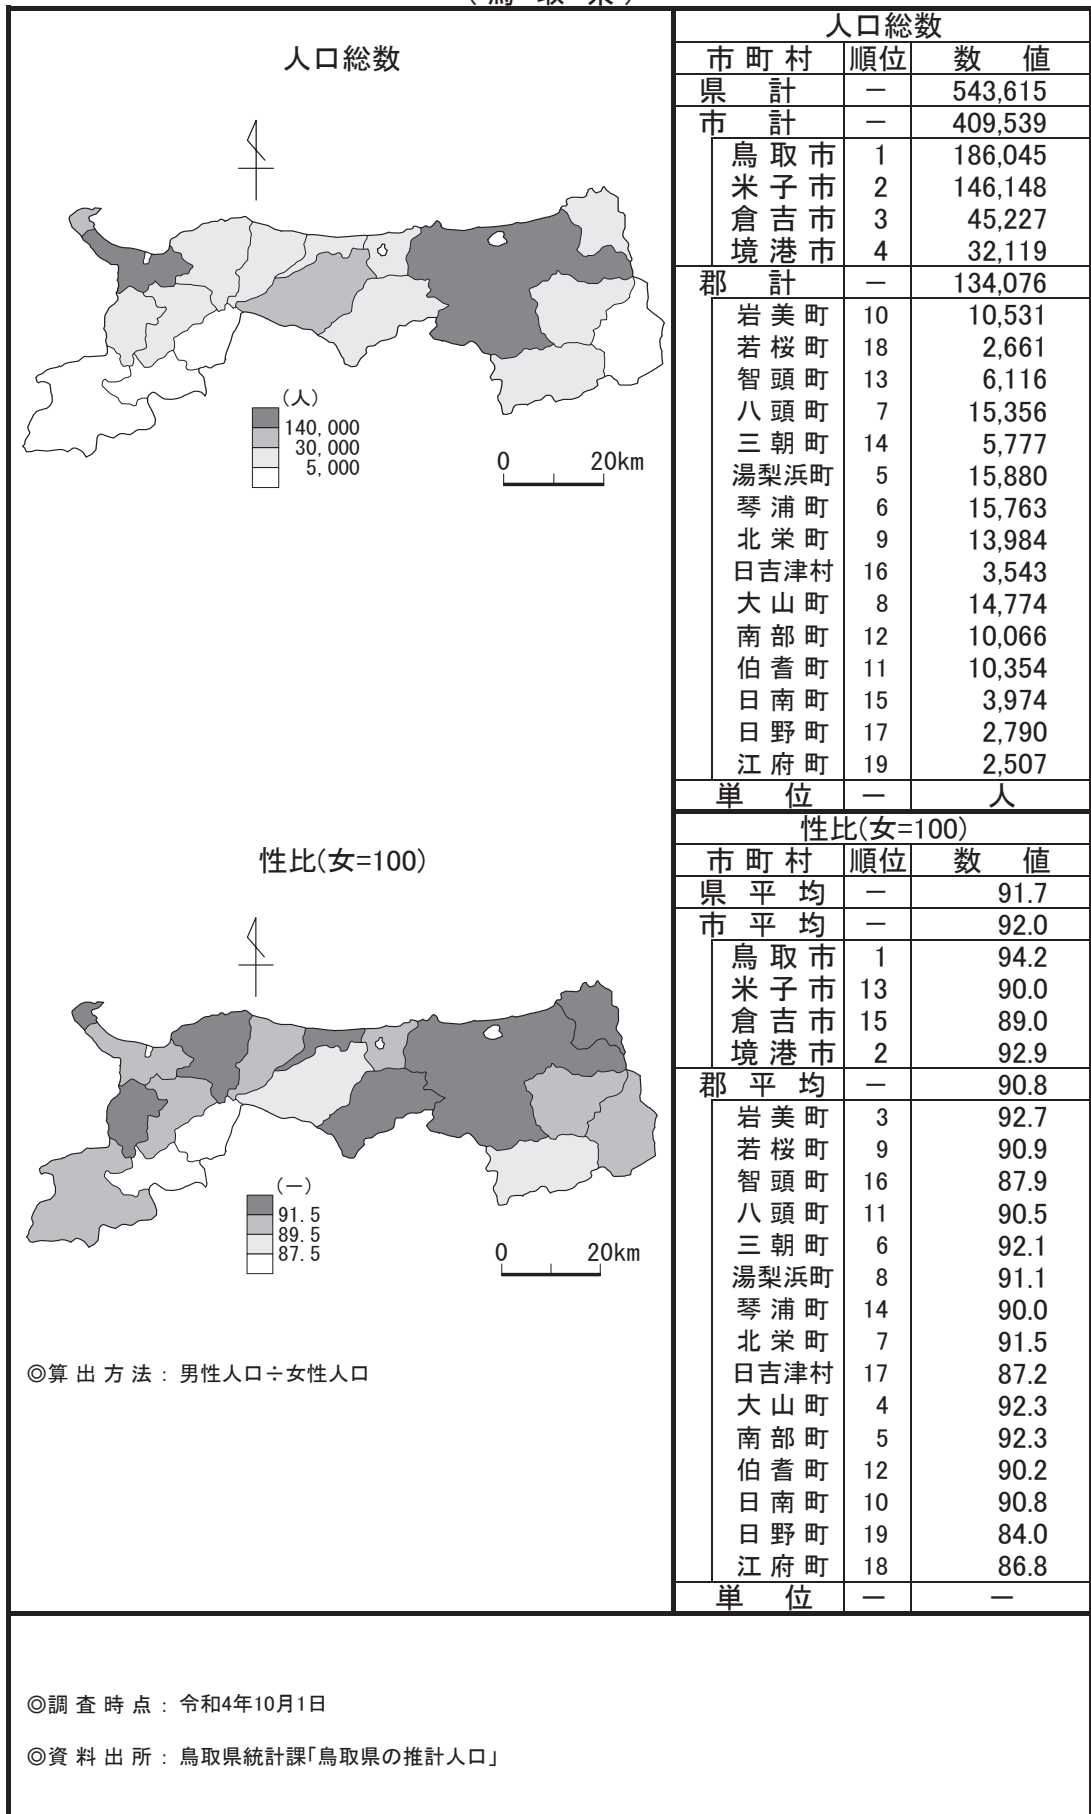 (鳥 取 県)
人口総数
(人)
140,000
30,000
5,000
0 20km
人口総数
市町村 順位 数 値
県 計 － 543,615
市 計 － 409,539
鳥取市 1 186,045
米子市 2 146,148
倉吉市 3 45,227
境港市 4 32,119
郡 計 － 134,076
岩美町 10 10,531
若桜町 18 2,661
智頭町 13 6,116
八頭町 7 15,356
三朝町 14 5,777
湯梨浜町 5 15,880
琴浦町 6 15,763
北栄町 9 13,984
日吉津村 16 3,543
大山町 8 14,774
南部町 12 10,066
伯耆町 11 10,354
日南町 15 3,974
日野町 17 2,790
江府町 19 2,507
単 位 － 人
性比(女=100)
(－)
91.5
89.5
87.5
0 20km
◎算出方法：男性人口÷女性人口
性比(女=100)
市町村 順位 数 値
県平均 － 91.7
市平均 － 92.0
鳥取市 1 94.2
米子市 13 90.0
倉吉市 15 89.0
境港市 2 92.9
郡平均 － 90.8
岩美町 3 92.7
若桜町 9 90.9
智頭町 16 87.9
八頭町 11 90.5
三朝町 6 92.1
湯梨浜町 8 91.1
琴浦町 14 90.0
北栄町 7 91.5
日吉津村 17 87.2
大山町 4 92.3
南部町 5 92.3
伯耆町 12 90.2
日南町 10 90.8
日野町 19 84.0
江府町 18 86.8
単 位 － －
◎調査時点：令和4年10月1日
◎資料出所：鳥取県統計課「鳥取県の推計人口」